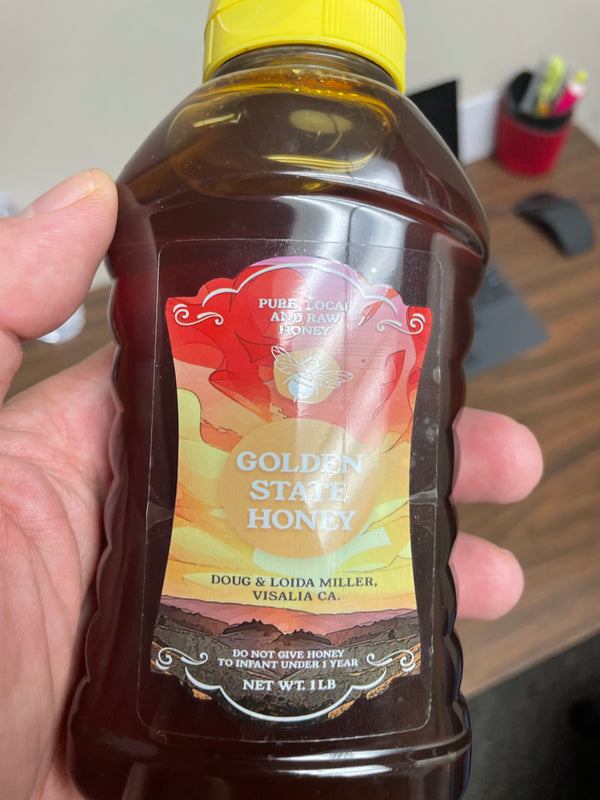 PURE, LOCAL
AND RAW
HONEY
GOLDEN
STATE
HONEY
DOUG & LOIDA MILLER,
VISALIA CA.
DO NOT GIVE HONEY
TO INFANT UNDER 1 YEAR
NET WT. 1 LB